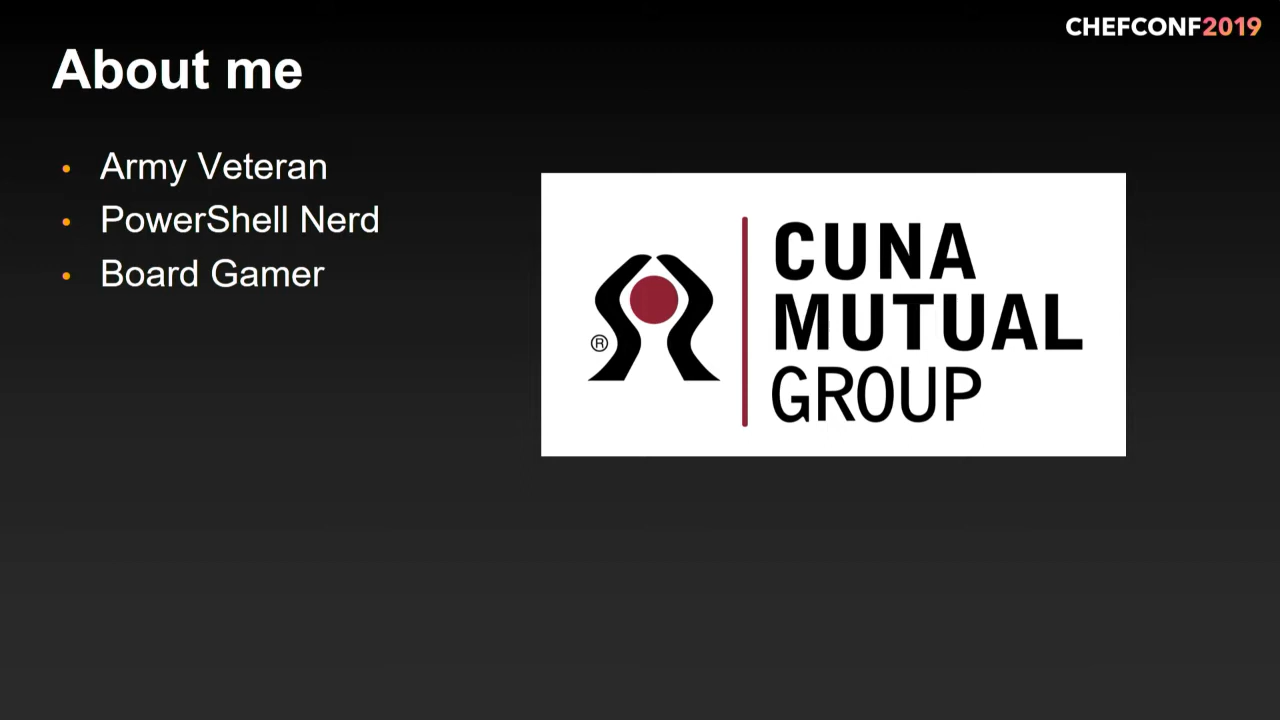 CHEFCONF2019
About me
• Army Veteran
• PowerShell Nerd
• Board Gamer
®
CUNA
MUTUAL
GROUP